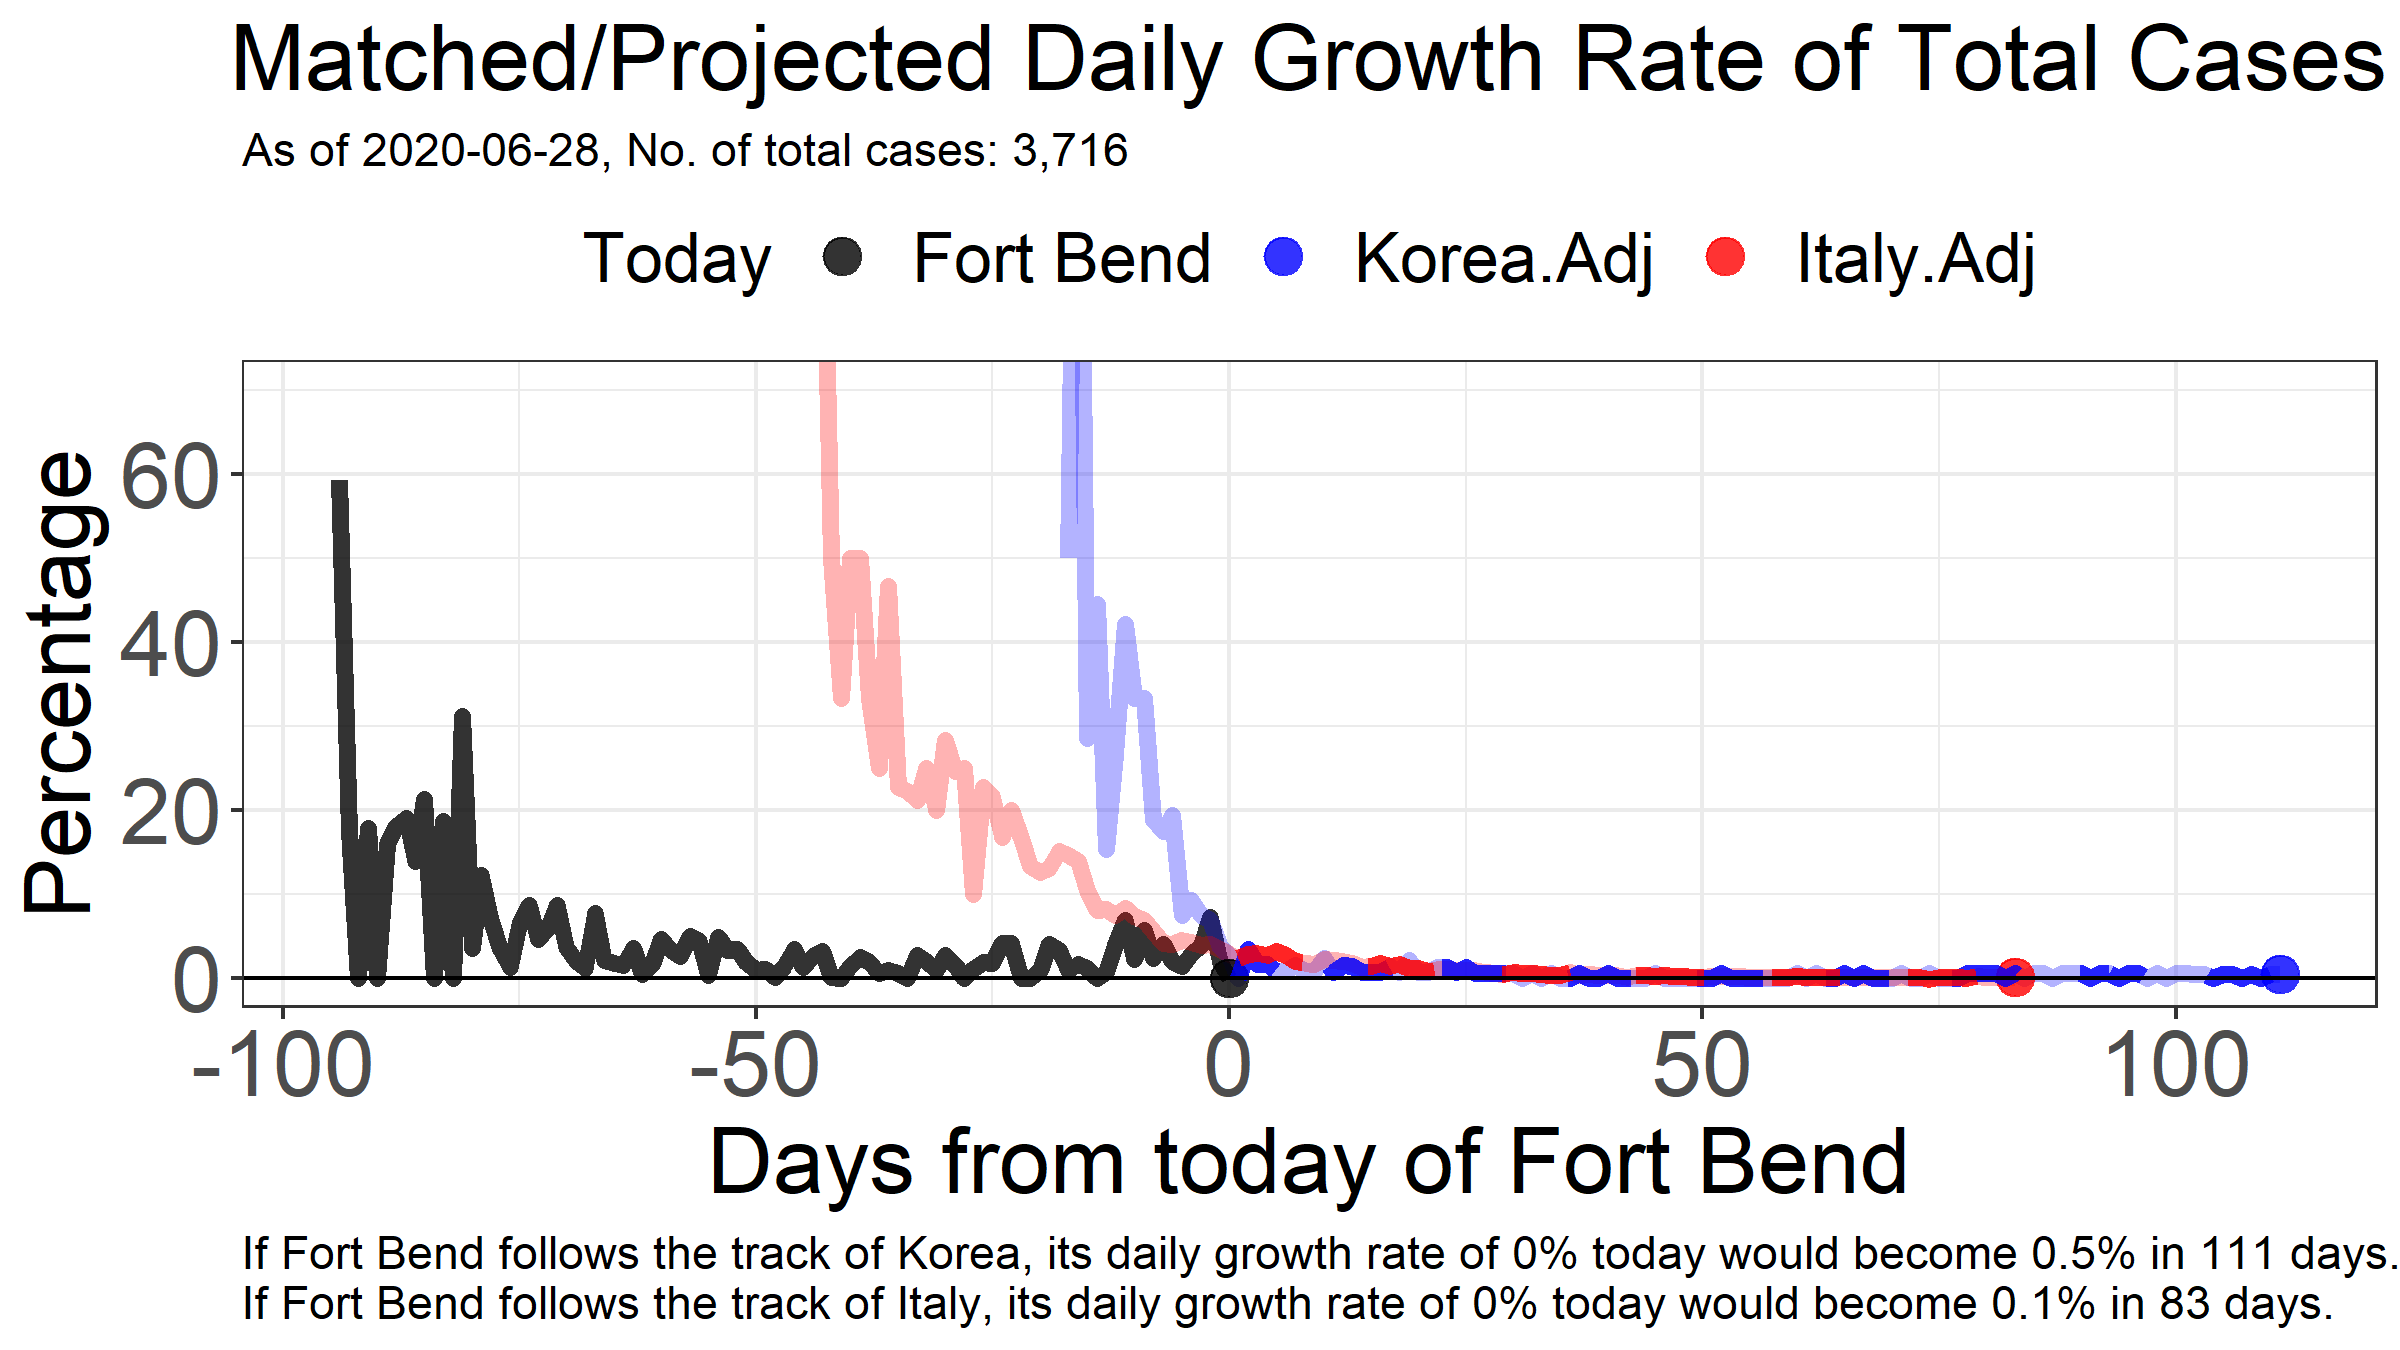 Matched/Projected Daily Growth Rate of Total Cases
As of 2020-06-28, No. of total cases: 3,716
Today Fort Bend Korea.Adj Italy.Adj
Percentage
60
40
20
0
-100 -50 0 50 100
Days from today of Fort Bend
If Fort Bend follows the track of Korea, its daily growth rate of 0% today would become 0.5% in 111 days.
If Fort Bend follows the track of Italy, its daily growth rate of 0% today would become 0.1% in 83 days.